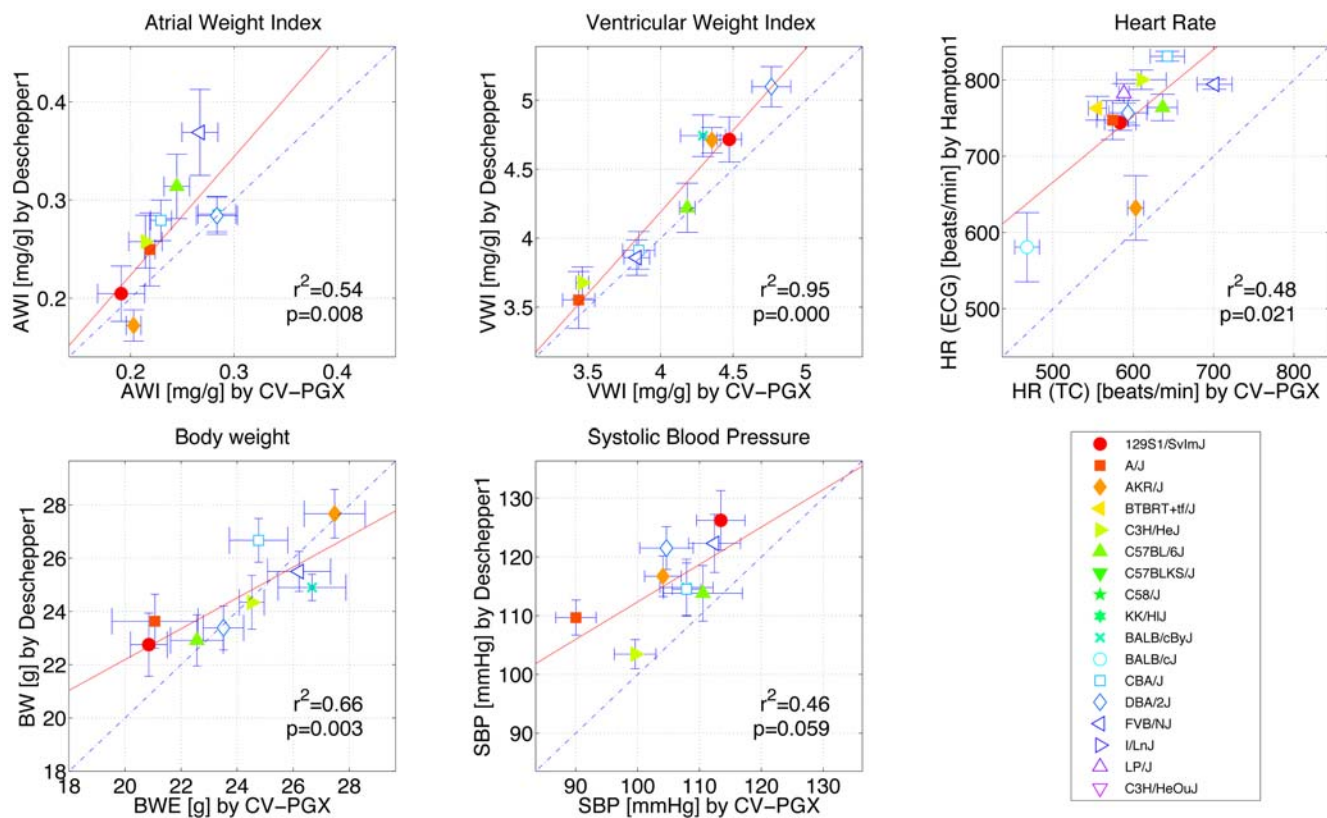 Atrial Weight Index
AWI [mg/g] by Deschepper1
0.4
0.3
0.2
r²=0.54
p=0.008
0.2 0.3 0.4
AWI [mg/g] by CV−PGX
Ventricular Weight Index
VWI [mg/g] by Deschepper1
5
4.5
4
3.5
r²=0.95
p=0.000
3.5 4 4.5 5
VWI [mg/g] by CV−PGX
Heart Rate
HR (ECG) [beats/min] by Hampton1
800
700
600
500
r²=0.48
p=0.021
500 600 700 800
HR (TC) [beats/min] by CV−PGX
Body weight
BW [g] by Deschepper1
28
26
24
22
20
18
r²=0.66
p=0.003
18 20 22 24 26 28
BWE [g] by CV−PGX
Systolic Blood Pressure
SBP [mmHg] by Deschepper1
130
120
110
100
90
r²=0.46
p=0.059
90 100 110 120 130
SBP [mmHg] by CV−PGX
129S1/SvImJ
A/J
AKR/J
BTBRT+tf/J
C3H/HeJ
C57BL/6J
C57BLKS/J
C58/J
KK/HlJ
BALB/cByJ
BALB/cJ
CBA/J
DBA/2J
FVB/NJ
I/LnJ
LP/J
C3H/HeOuJ